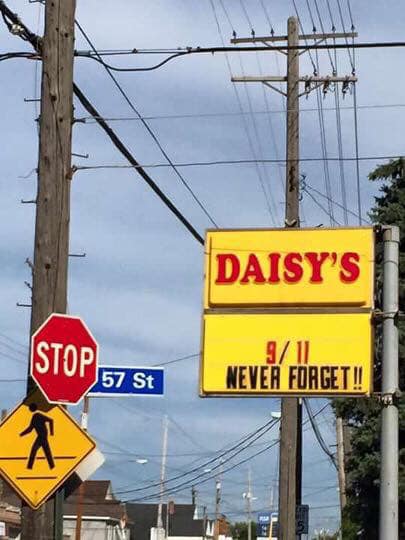 DAISY'S
9/11
NEVER FORGET!!
STOP
57 St